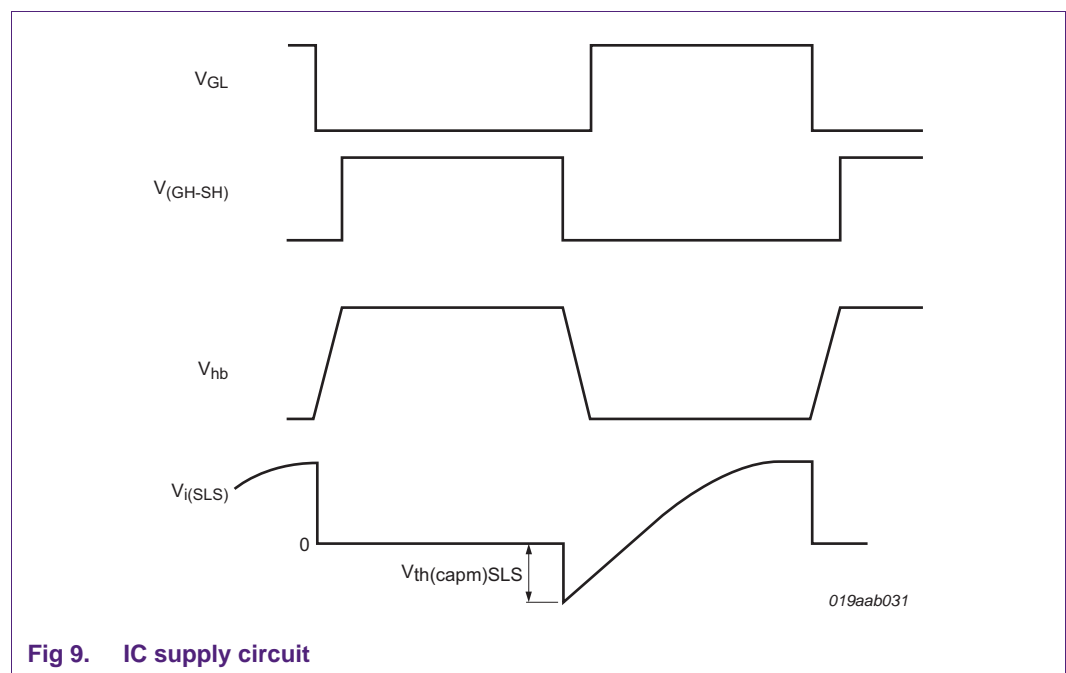 VGL
V(GH-SH)
Vhb
Vi(SLS)
0
Vth(capm)SLS
019aab031
Fig 9. IC supply circuit